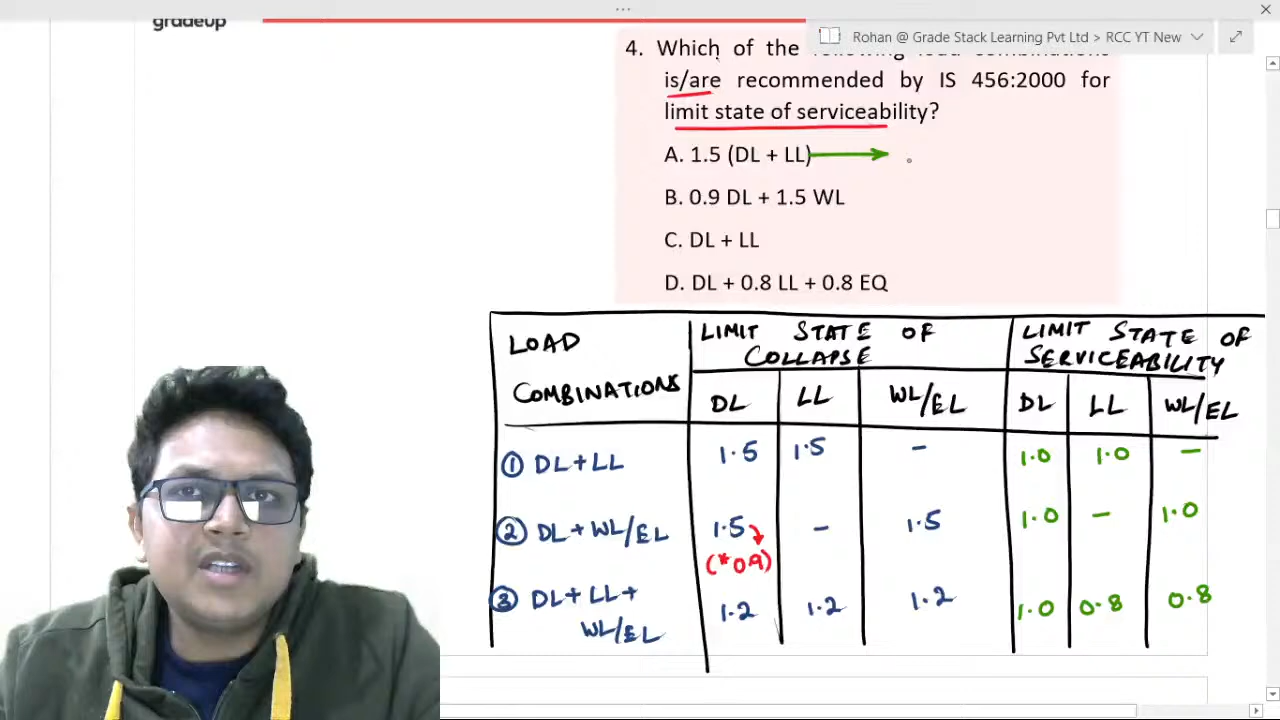 gradeup
Rohan @ Grade Stack Learning Pvt Ltd > RCC YT New
4. Which of the following load combinations
is/are recommended by IS 456:2000 for
limit state of serviceability?
A. 1.5 (DL + LL)
B. 0.9 DL + 1.5 WL
C. DL + LL
D. DL + 0.8 LL + 0.8 EQ
LOAD COMBINATIONS
LIMIT STATE OF COLLAPSE
LIMIT STATE OF SERVICEABILITY
DL LL WL/EL DL LL WL/EL
① DL+LL 1.5 1.5 - 1.0 1.0 -
② DL+WL/EL 1.5 - 1.5 1.0 - 1.0
(*0.9)
③ DL+LL+ 1.2 1.2 1.2 1.0 0.8 0.8
WL/EL